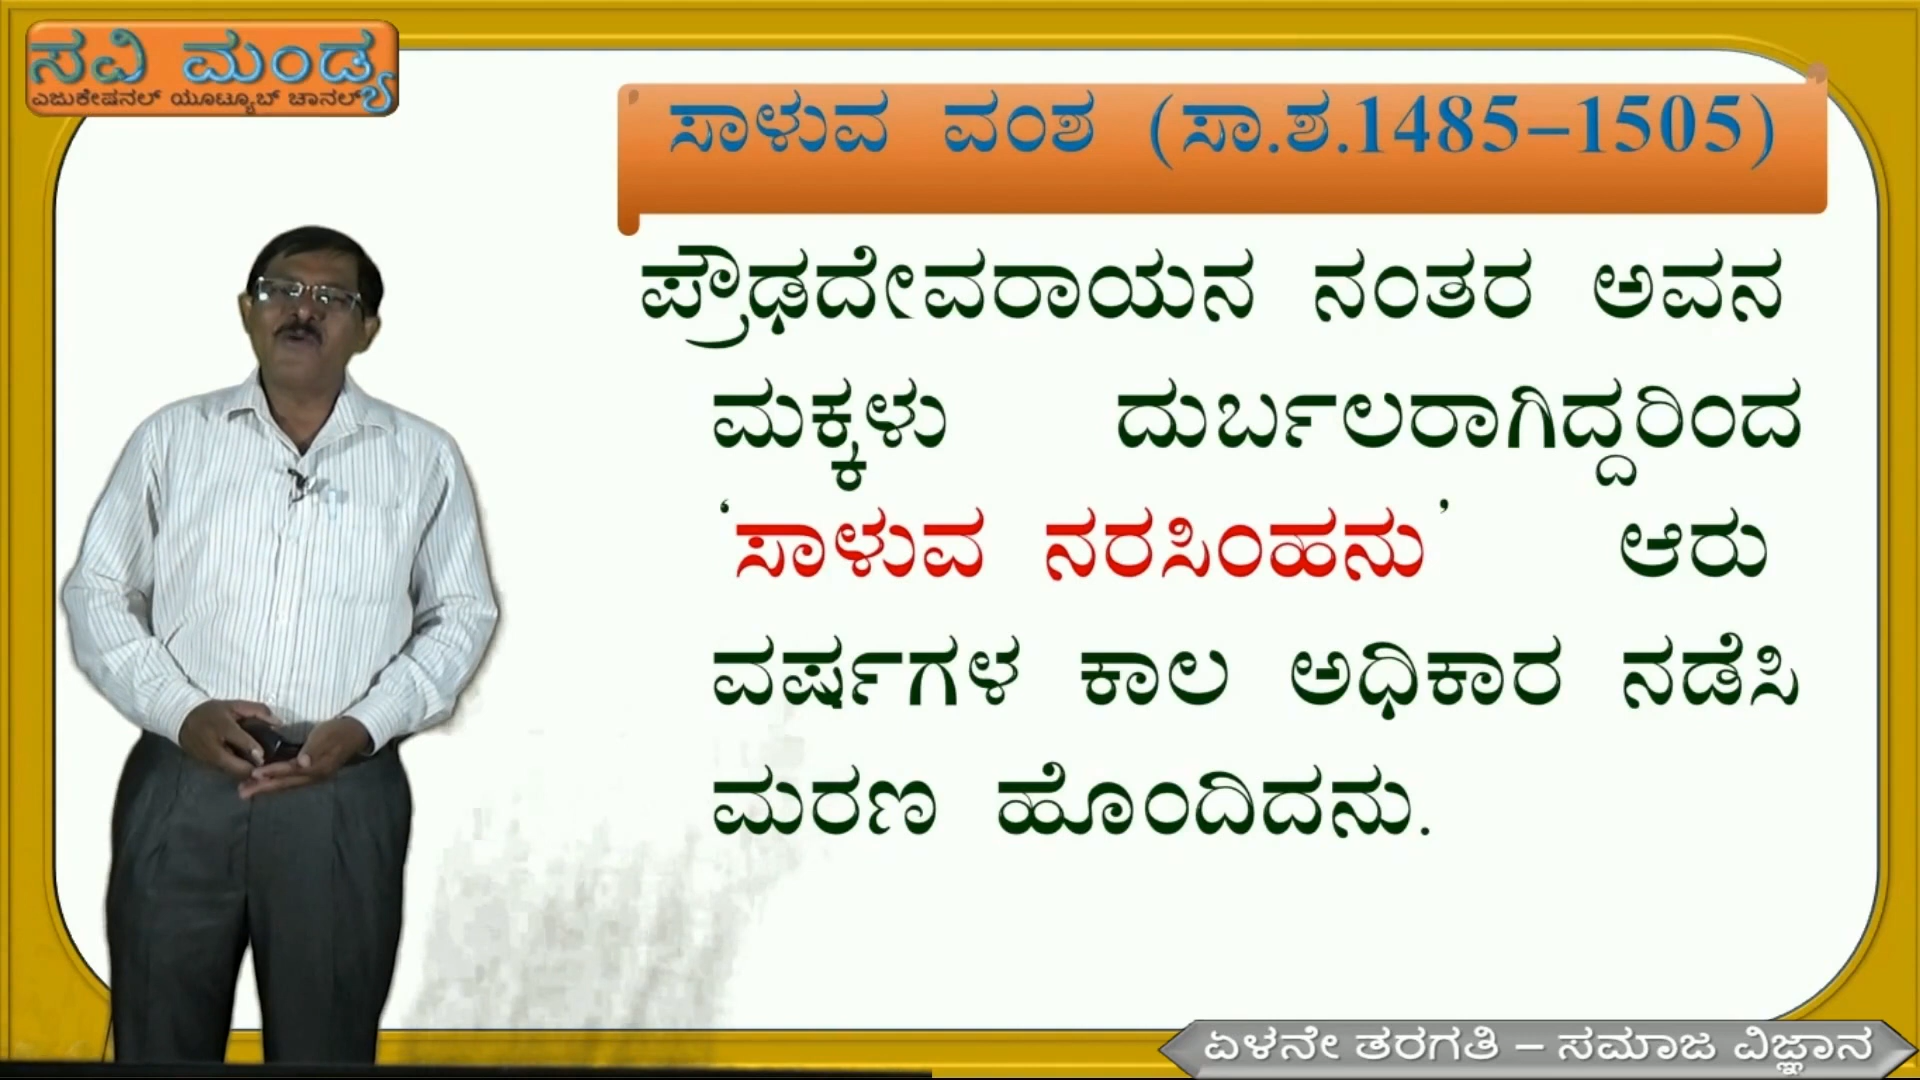 ಸವಿ ಮಂಡ್ಯ
ಎಜುಕೇಷನಲ್ ಯೂಟ್ಯೂಬ್ ಚಾನಲ್
ಸಾಳುವ ವಂಶ (ಸಾ.ಶ.1485–1505)
ಪ್ರೌಢದೇವರಾಯನ ನಂತರ ಅವನ
ಮಕ್ಕಳು ದುರ್ಬಲರಾಗಿದ್ದರಿಂದ
‘ಸಾಳುವ ನರಸಿಂಹನು’ ಆರು
ವರ್ಷಗಳ ಕಾಲ ಅಧಿಕಾರ ನಡೆಸಿ
ಮರಣ ಹೊಂದಿದನು.
ಏಳನೇ ತರಗತಿ – ಸಮಾಜ ವಿಜ್ಞಾನ